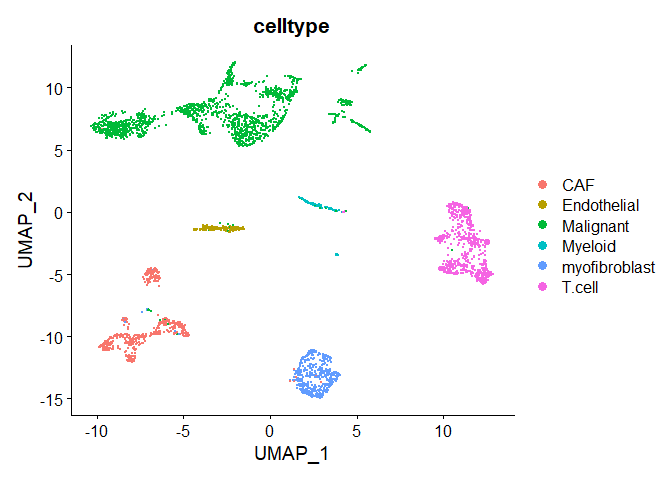 celltype
UMAP_2
10
5
0
-5
-10
-15
-10
-5
0
5
10
UMAP_1
CAF
Endothelial
Malignant
Myeloid
myofibroblast
T.cell